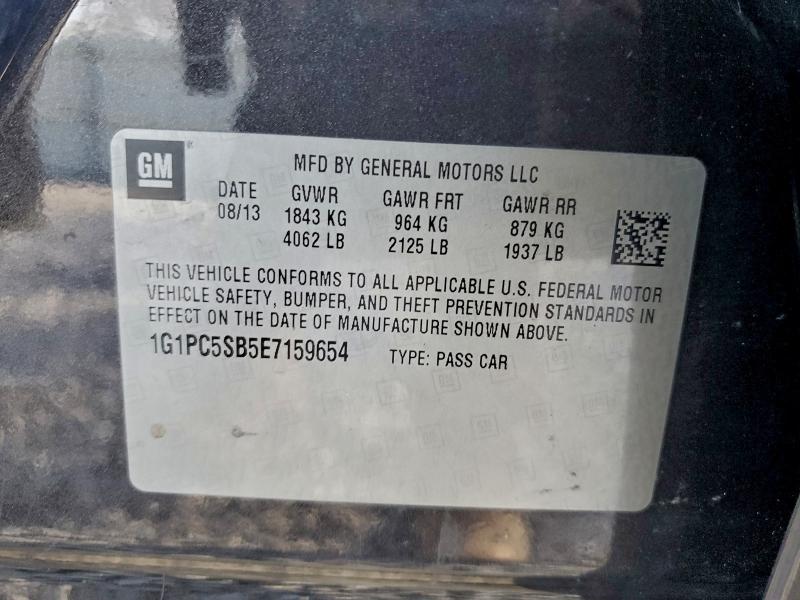 GM
MFD BY GENERAL MOTORS LLC
DATE GVWR GAWR FRT GAWR RR
08/13 1843 KG 964 KG 879 KG
4062 LB 2125 LB 1937 LB
THIS VEHICLE CONFORMS TO ALL APPLICABLE U.S. FEDERAL MOTOR
VEHICLE SAFETY, BUMPER, AND THEFT PREVENTION STANDARDS IN
EFFECT ON THE DATE OF MANUFACTURE SHOWN ABOVE.
1G1PC5SB5E7159654 TYPE: PASS CAR